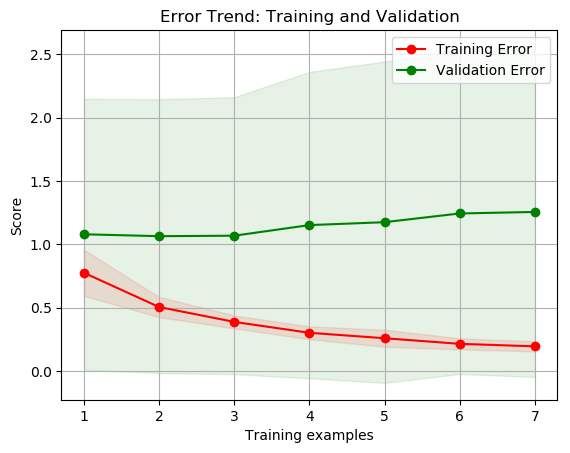 Error Trend: Training and Validation
Training Error
Validation Error
2.5
2.0
1.5
1.0
0.5
0.0
Score
1 2 3 4 5 6 7
Training examples